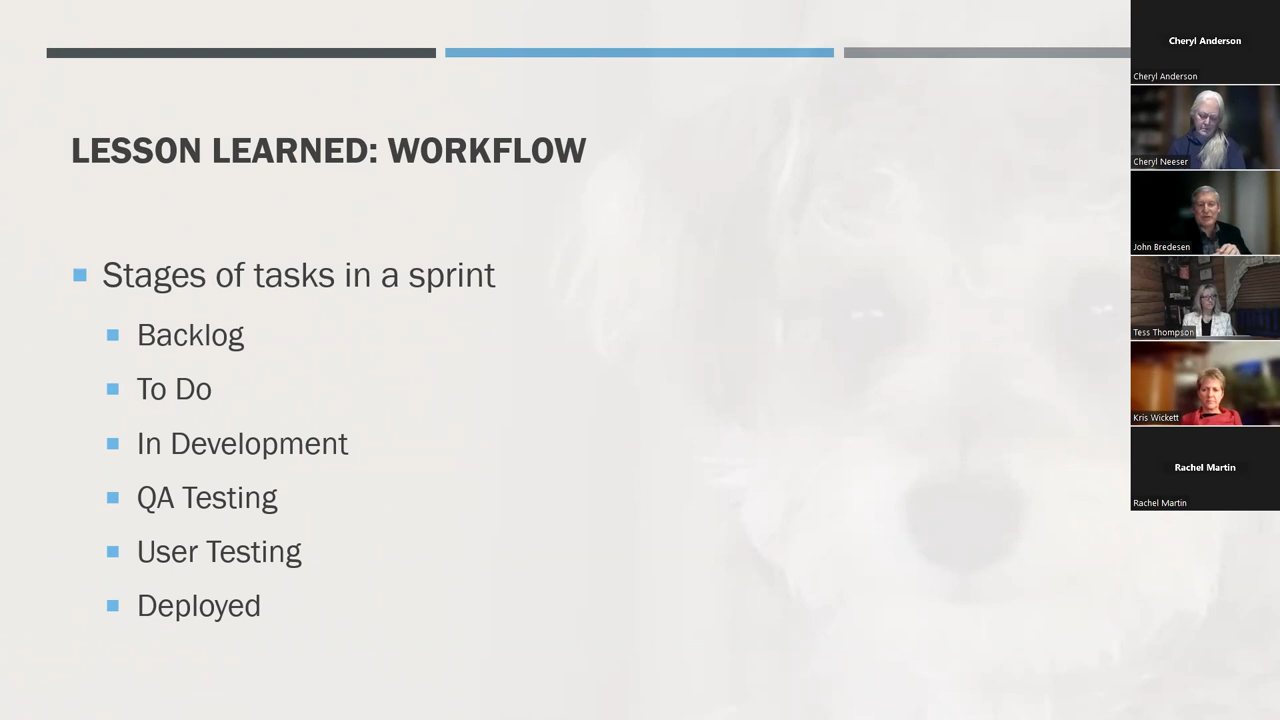 LESSON LEARNED: WORKFLOW
Stages of tasks in a sprint
Backlog
To Do
In Development
QA Testing
User Testing
Deployed
Cheryl Anderson
Cheryl Anderson
Cheryl Neeser
John Bredesen
Tess Thompson
Kris Wickett
Rachel Martin
Rachel Martin